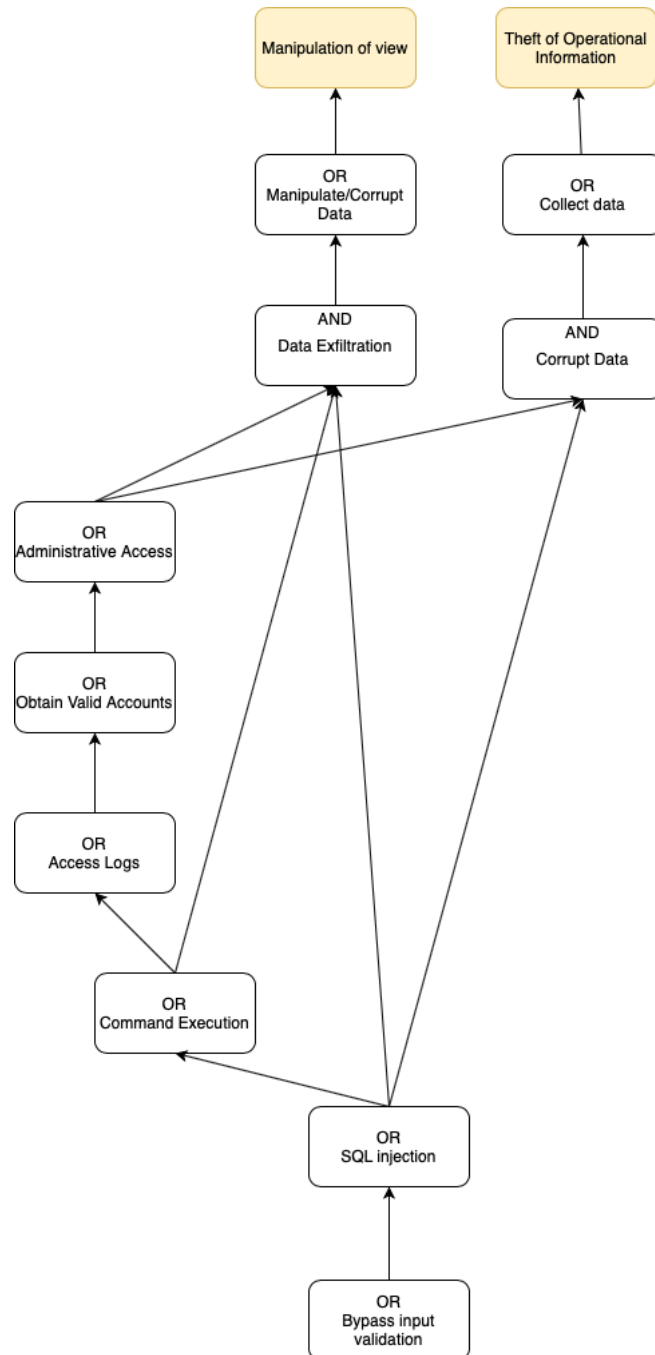 Manipulation of view
Theft of Operational
Information
OR
Manipulate/Corrupt
Data
OR
Collect data
AND
Data Exfiltration
AND
Corrupt Data
OR
Administrative Access
OR
Obtain Valid Accounts
OR
Access Logs
OR
Command Execution
OR
SQL injection
OR
Bypass input
validation